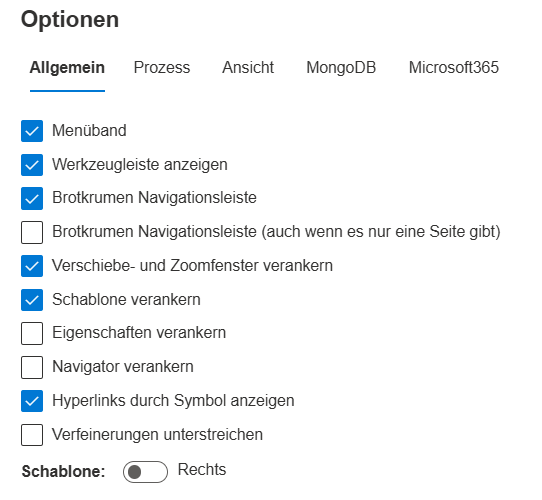 Optionen
Allgemein Prozess Ansicht MongoDB Microsoft365
Menüband
Werkzeugleiste anzeigen
Brotkrumen Navigationsleiste
Brotkrumen Navigationsleiste (auch wenn es nur eine Seite gibt)
Verschiebe- und Zoomfenster verankern
Schablone verankern
Eigenschaften verankern
Navigator verankern
Hyperlinks durch Symbol anzeigen
Verfeinerungen unterstreichen
Schablone: Rechts